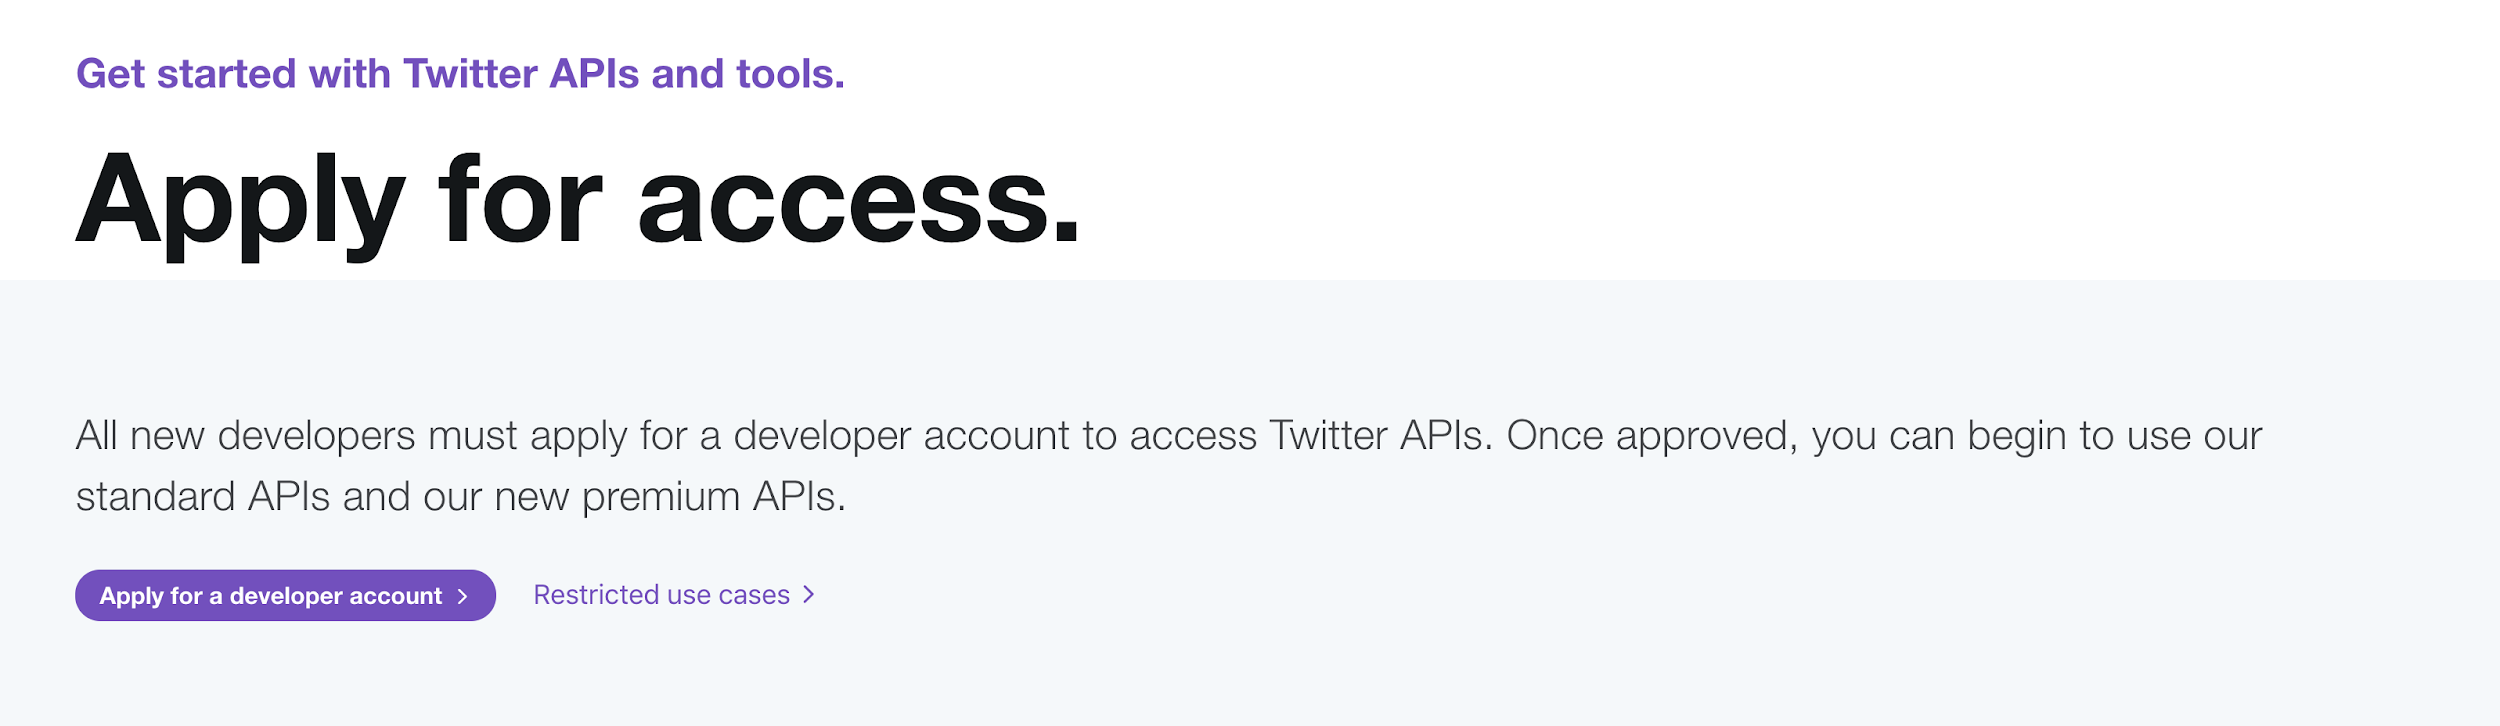 Get started with Twitter APIs and tools.
Apply for access.
All new developers must apply for a developer account to access Twitter APIs. Once approved, you can begin to use our
standard APIs and our new premium APIs.
Apply for a developer account
Restricted use cases